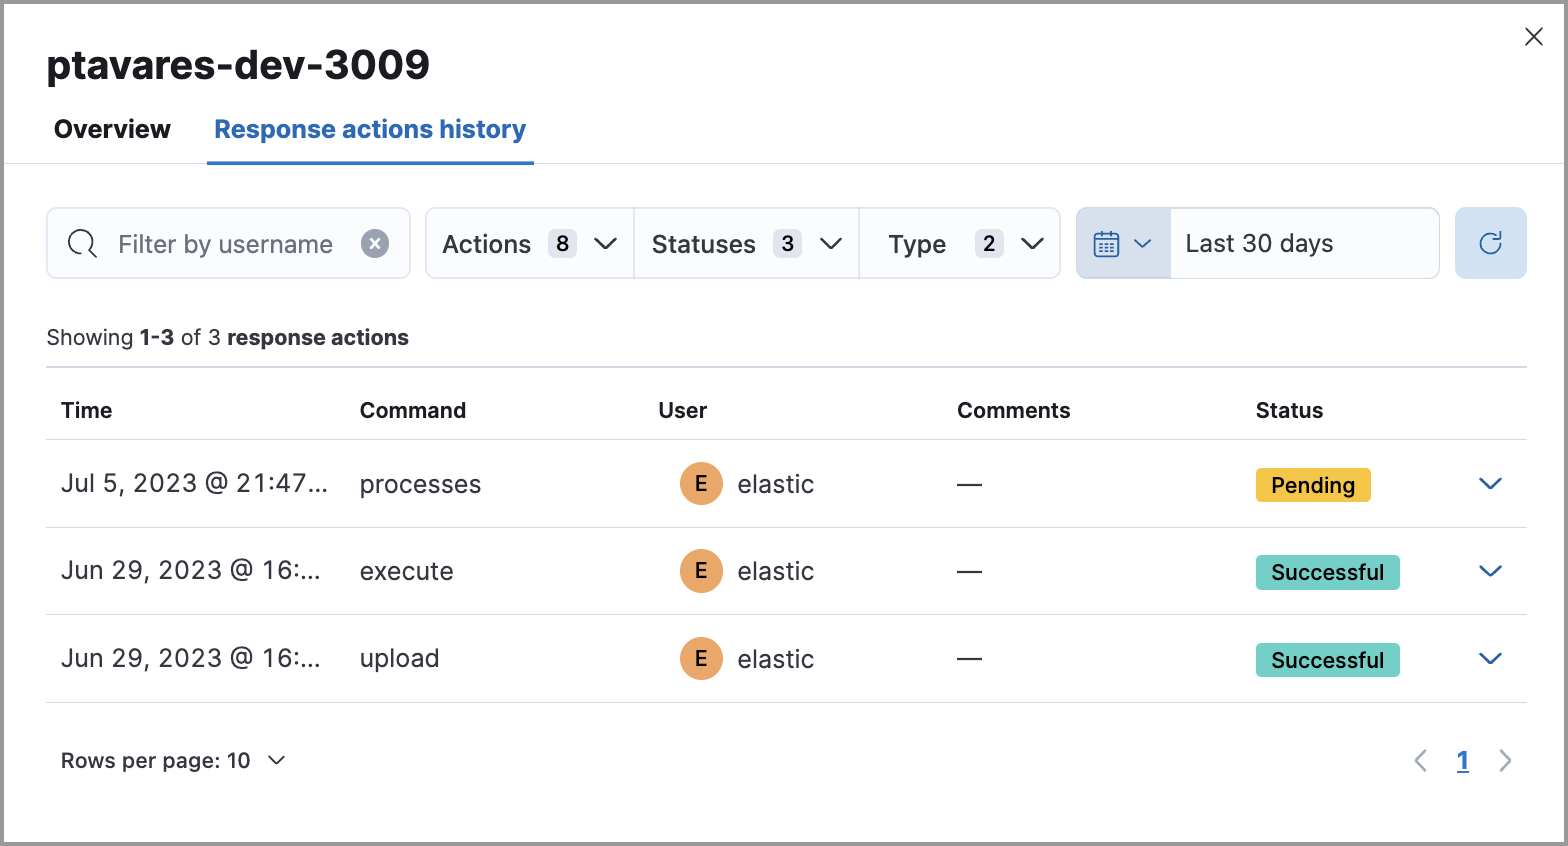 ptavares-dev-3009
Overview Response actions history
Filter by username Actions 8 Statuses 3 Type 2 Last 30 days
Showing 1-3 of 3 response actions
Time Command User Comments Status
Jul 5, 2023 @ 21:47... processes E elastic — Pending
Jun 29, 2023 @ 16:... execute E elastic — Successful
Jun 29, 2023 @ 16:... upload E elastic — Successful
Rows per page: 10 1